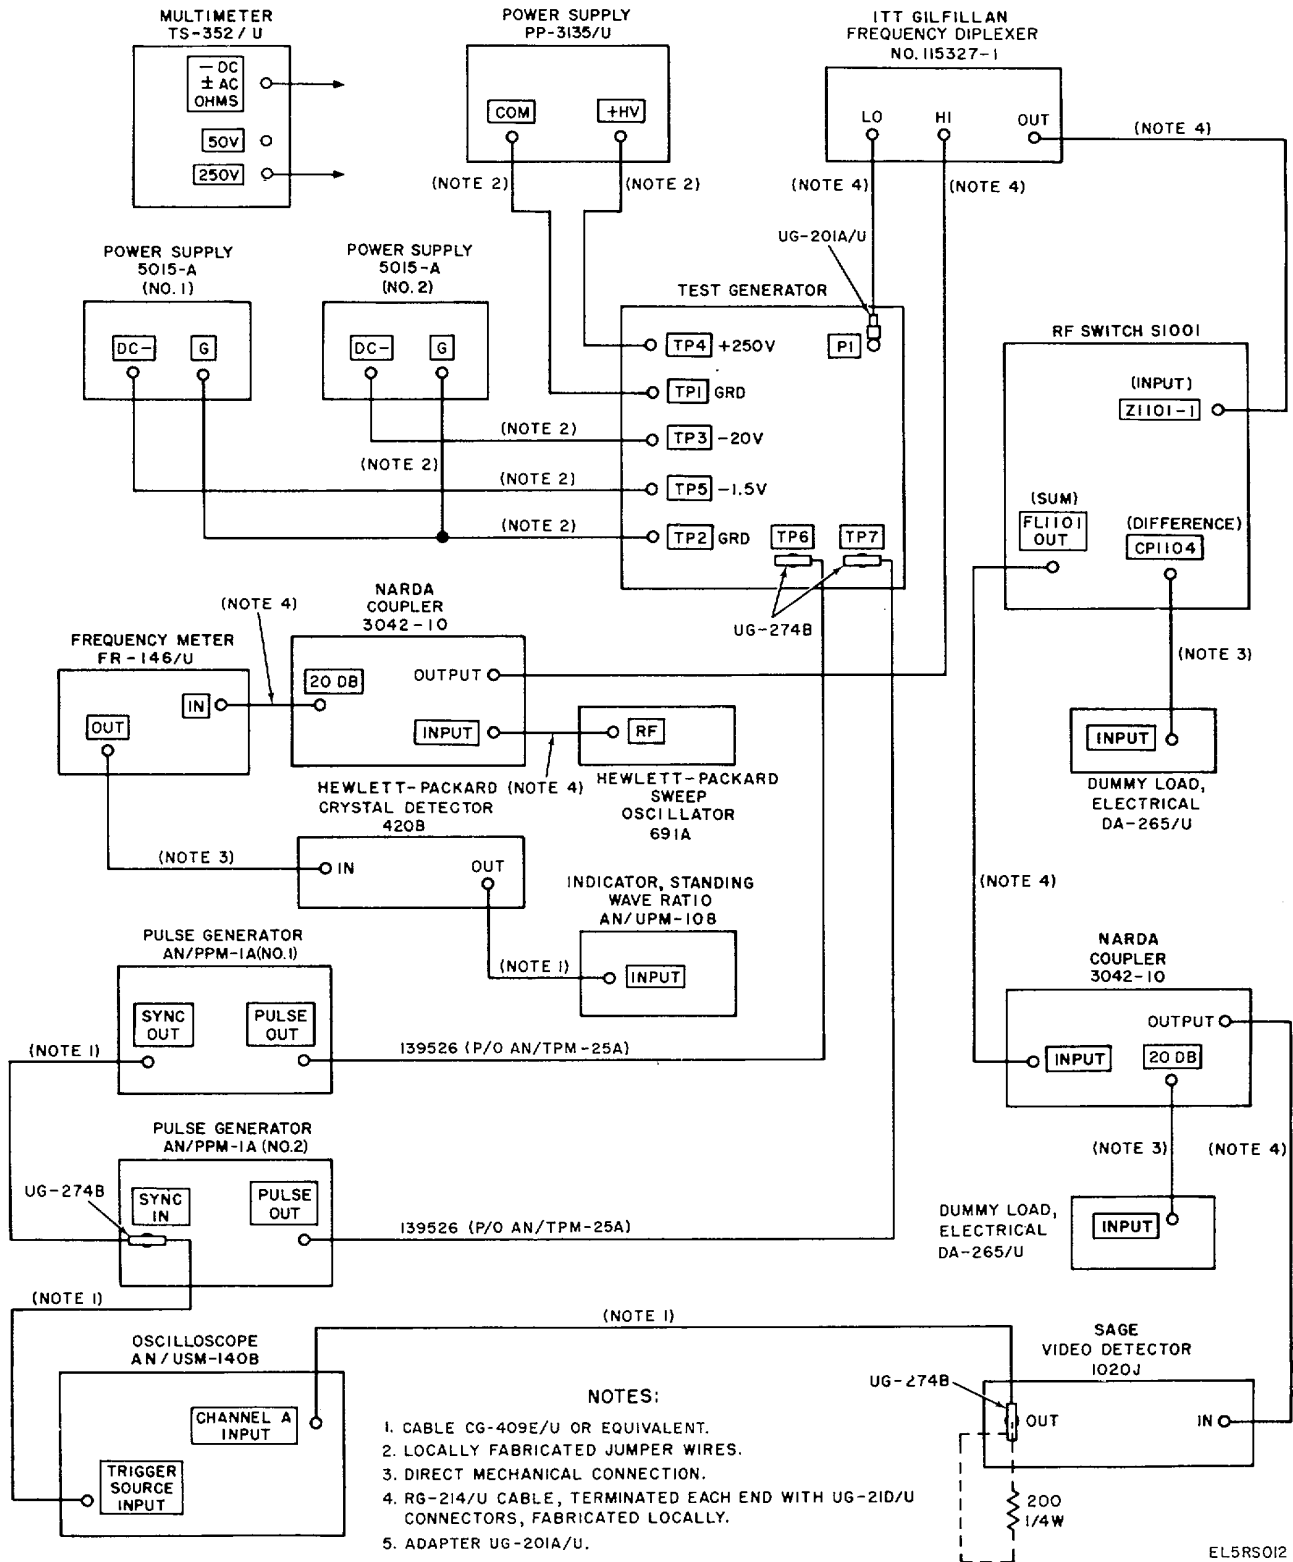 MULTIMETER
TS-352 / U
— DC
± AC
OHMS
50V
250V
POWER SUPPLY
PP-3135/U
COM
+HV
(NOTE 2)
(NOTE 2)
ITT GILFILLAN
FREQUENCY DIPLEXER
NO. 115327-1
LO
HI
OUT
(NOTE 4)
(NOTE 4)
(NOTE 4)
UG-201A/U
POWER SUPPLY
5015-A
(NO. 1)
DC-
G
POWER SUPPLY
5015-A
(NO. 2)
DC-
G
TEST GENERATOR
TP4 +250V
P1
TP1 GRD
TP3 -20V
TP5 -1.5V
TP2 GRD
TP6
TP7
(NOTE 2)
(NOTE 2)
(NOTE 2)
(NOTE 2)
UG-274B
RF SWITCH S1001
(INPUT)
Z1101-1
(SUM)
FL1101
OUT
(DIFFERENCE)
CP1104
(NOTE 3)
INPUT
DUMMY LOAD,
ELECTRICAL
DA-265/U
(NOTE 4)
NARDA
COUPLER
3042-10
(NOTE 4)
FREQUENCY METER
FR-146/U
IN
OUT
20 DB
OUTPUT
INPUT
RF
(NOTE 4)
HEWLETT-PACKARD
SWEEP
OSCILLATOR
691A
HEWLETT-PACKARD
CRYSTAL DETECTOR
420B
(NOTE 3)
IN
OUT
INDICATOR, STANDING
WAVE RATIO
AN/UPM-108
(NOTE 1)
INPUT
PULSE GENERATOR
AN/PPM-1A(NO.1)
SYNC
OUT
PULSE
OUT
(NOTE 1)
139526 (P/O AN/TPM-25A)
PULSE GENERATOR
AN/PPM-1A (NO.2)
UG-274B
SYNC
IN
PULSE
OUT
139526 (P/O AN/TPM-25A)
(NOTE 1)
NARDA
COUPLER
3042-10
OUTPUT
INPUT
20 DB
(NOTE 3)
(NOTE 4)
DUMMY LOAD,
ELECTRICAL
DA-265/U
INPUT
OSCILLOSCOPE
AN/USM-140B
CHANNEL A
INPUT
TRIGGER
SOURCE
INPUT
(NOTE 1)
SAGE
VIDEO DETECTOR
1020J
UG-274B
OUT
IN
200
1/4W
NOTES:
1. CABLE CG-409E/U OR EQUIVALENT.
2. LOCALLY FABRICATED JUMPER WIRES.
3. DIRECT MECHANICAL CONNECTION.
4. RG-214/U CABLE, TERMINATED EACH END WITH UG-21D/U
CONNECTORS, FABRICATED LOCALLY.
5. ADAPTER UG-201A/U.
EL5RS012